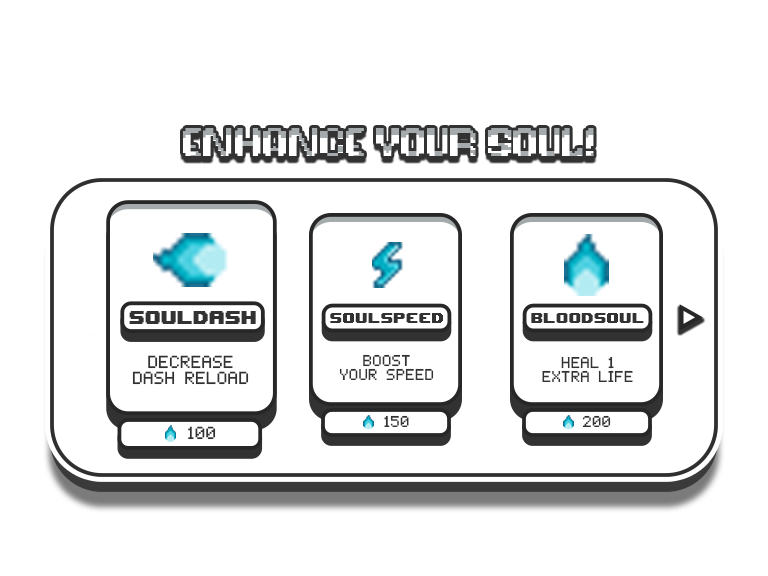 ENHANCE YOUR SOUL!
SOULDASH
DECREASE
DASH RELOAD
100
SOULSPEED
BOOST
YOUR SPEED
150
BLOODSOUL
HEAL 1
EXTRA LIFE
200